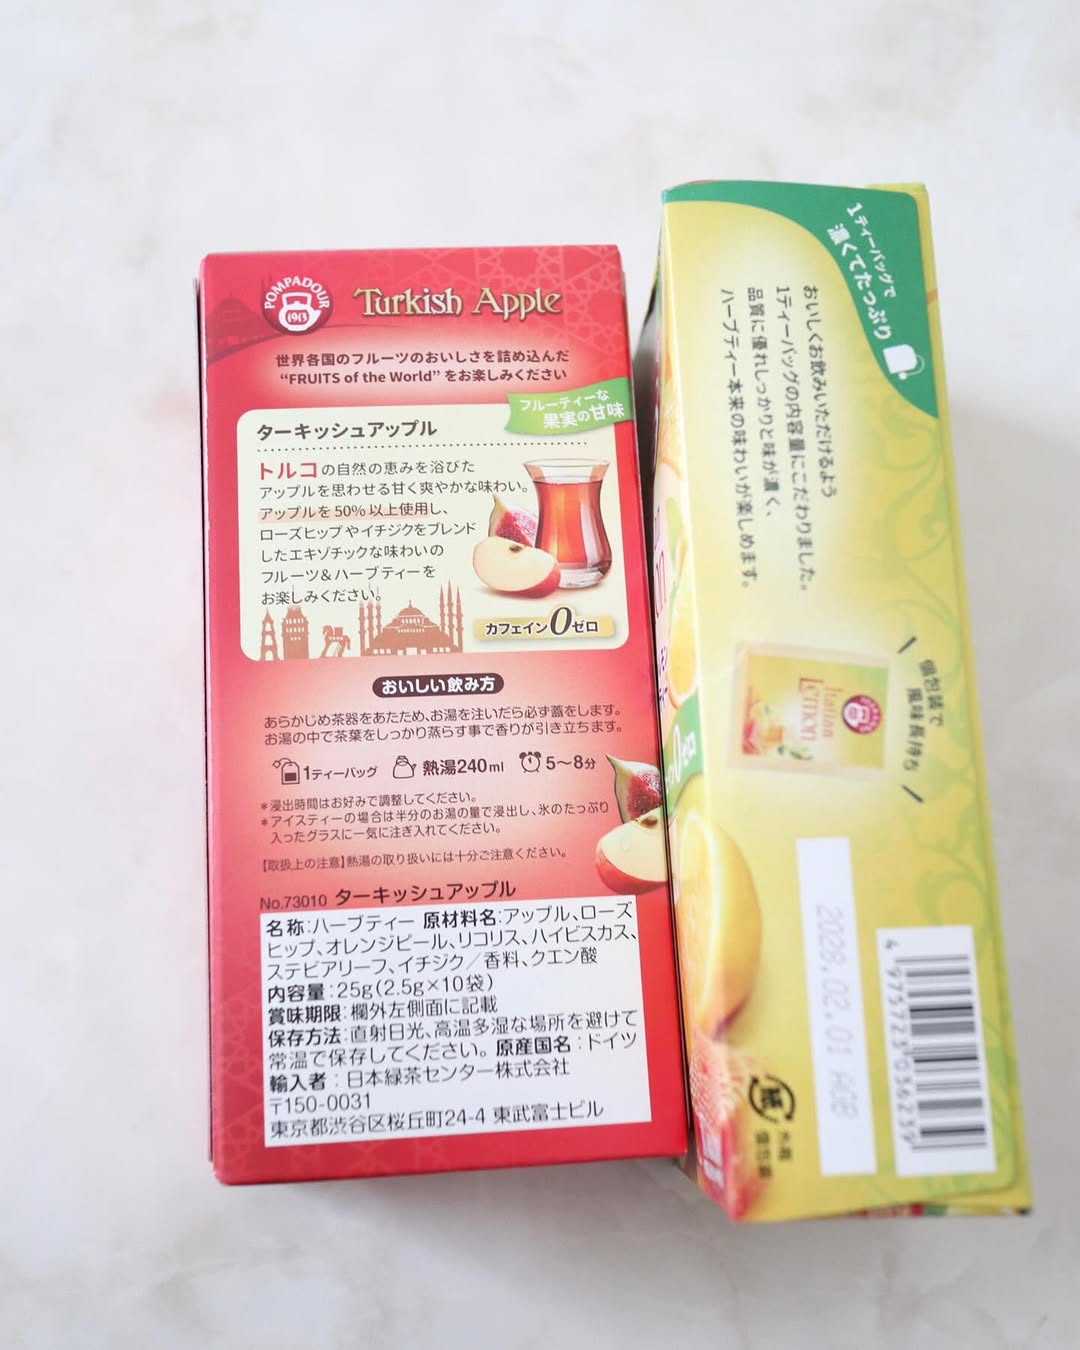 POMPADOUR
1913
Turkish Apple
世界各国のフルーツのおいしさを詰め込んだ
“FRUITS of the World” をお楽しみください
フルーティーな
果実の甘味
ターキッシュアップル
トルコの自然の恵みを浴びた
アップルを思わせる甘く爽やかな味わい。
アップルを50%以上使用し、
ローズヒップやイチジクをブレンド
したエキゾチックな味わいの
フルーツ&ハーブティーを
お楽しみください。
カフェイン0ゼロ
おいしい飲み方
あらかじめ茶器をあたため、お湯を注いだら必ず蓋をします。
お湯の中で茶葉をしっかり蒸らす事で香りが引き立ちます。
1ティーバッグ 熱湯240ml 5〜8分
*浸出時間はお好みで調整してください。
*アイスティーの場合は半分のお湯の量で浸出し、氷のたっぷり
入ったグラスに一気に注ぎ入れてください。
【取扱上の注意】熱湯の取り扱いには十分ご注意ください。
No.73010 ターキッシュアップル
名称:ハーブティー 原材料名:アップル、ローズ
ヒップ、オレンジピール、リコリス、ハイビスカス、
ステビアリーフ、イチジク/香料、クエン酸
内容量:25g(2.5g×10袋)
賞味期限:欄外左側面に記載
保存方法:直射日光、高温多湿な場所を避けて
常温で保存してください。 原産国名:ドイツ
輸入者:日本緑茶センター株式会社
〒150-0031
東京都渋谷区桜丘町24-4 東武富士ビル
1ティーバッグで
濃くてたっぷり
おいしくお飲みいただけるよう
1ティーバッグの内容量にこだわりました。
品質に優れしっかりと味が濃く、
ハーブティー本来の味わいが楽しめます。
個包装で
風味長持ち
Italian
Lemon
0ゼロ
2028.02.01 AGB
4 975723 036239
紙
外箱
個包装